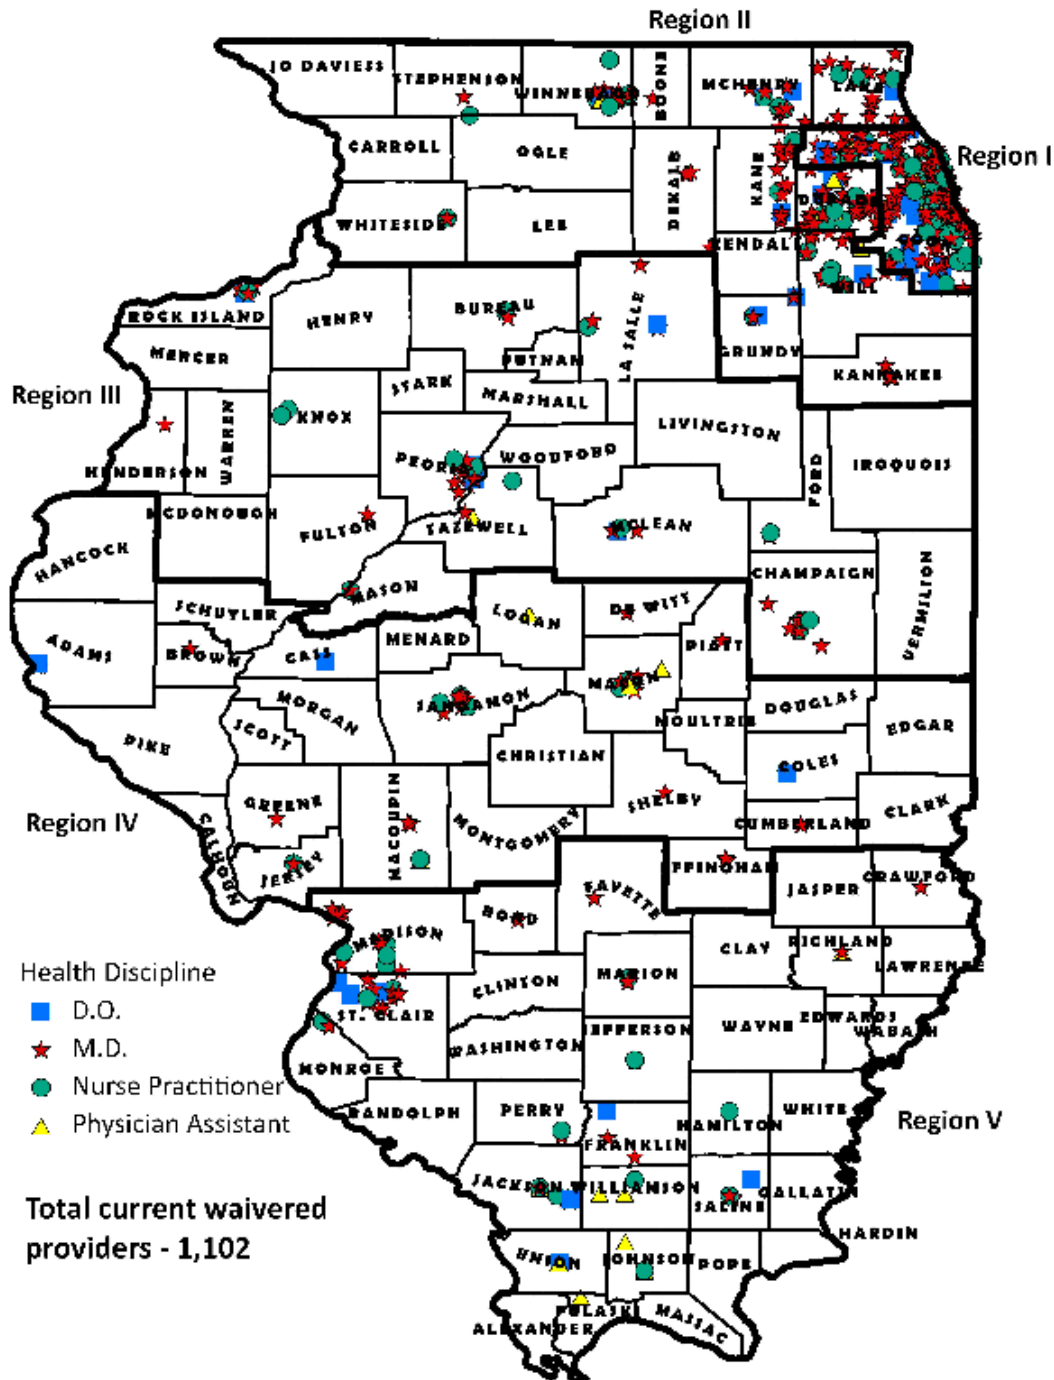 Region II
JO DAVIESS
STEPHENSON
WINNEBAGO
BOONE
MCHENRY
LAKE
CARROLL
OGLE
DEKALB
KANE
Region I
DUPAGE
COOK
WHITESIDE
LEE
KENDALL
WILL
ROCK ISLAND
HENRY
BUREAU
LA SALLE
GRUNDY
MERCER
PUTNAM
KANKAKEE
Region III
STARK
MARSHALL
HENDERSON
WARREN
KNOX
LIVINGSTON
PEORIA
WOODFORD
FORD
IROQUOIS
MCDONOUGH
FULTON
TAZEWELL
MCLEAN
HANCOCK
MASON
CHAMPAIGN
VERMILION
SCHUYLER
LOGAN
DE WITT
ADAMS
BROWN
CASS
MENARD
PIATT
MACON
MORGAN
SANGAMON
DOUGLAS
MOULTRIE
EDGAR
PIKE
SCOTT
CHRISTIAN
COLES
Region IV
GREENE
MACOUPIN
MONTGOMERY
SHELBY
CUMBERLAND
CLARK
CALHOUN
JERSEY
FFINGHAM
JASPER
CRAWFORD
FAYETTE
BOND
MADISON
CLAY
RICHLAND
LAWRENCE
Health Discipline
D.O.
M.D.
Nurse Practitioner
Physician Assistant
CLINTON
MARION
ST. CLAIR
WAYNE
EDWARDS
WABASH
WASHINGTON
JEFFERSON
MONROE
RANDOLPH
PERRY
HAMILTON
WHITE
Region V
FRANKLIN
JACKSON
WILLIAMSON
SALINE
GALLATIN
Total current waivered
providers - 1,102
HARDIN
UNION
JOHNSON
POPE
PULASKI
MASSAC
ALEXANDER